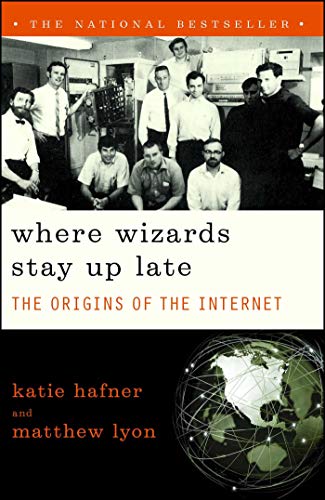 • THE NATIONAL BESTSELLER •
where wizards
stay up late
THE ORIGINS OF THE INTERNET
katie hafner
and
matthew lyon